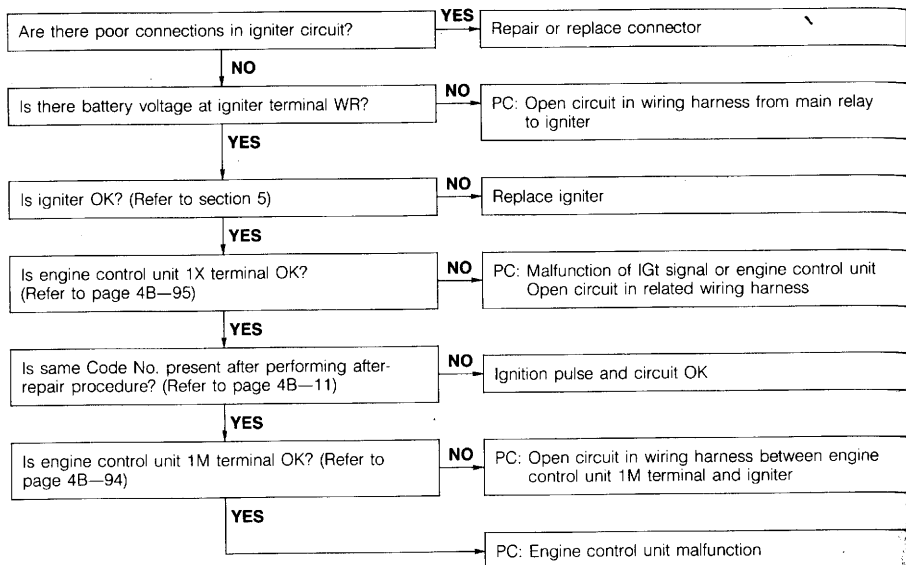 Are there poor connections in igniter circuit?
YES
Repair or replace connector
NO
Is there battery voltage at igniter terminal WR?
NO
PC: Open circuit in wiring harness from main relay
to igniter
YES
Is igniter OK? (Refer to section 5)
NO
Replace igniter
YES
Is engine control unit 1X terminal OK?
(Refer to page 4B—95)
NO
PC: Malfunction of IGt signal or engine control unit
Open circuit in related wiring harness
YES
Is same Code No. present after performing after-
repair procedure? (Refer to page 4B—11)
NO
Ignition pulse and circuit OK
YES
Is engine control unit 1M terminal OK? (Refer to
page 4B—94)
NO
PC: Open circuit in wiring harness between engine
control unit 1M terminal and igniter
YES
PC: Engine control unit malfunction